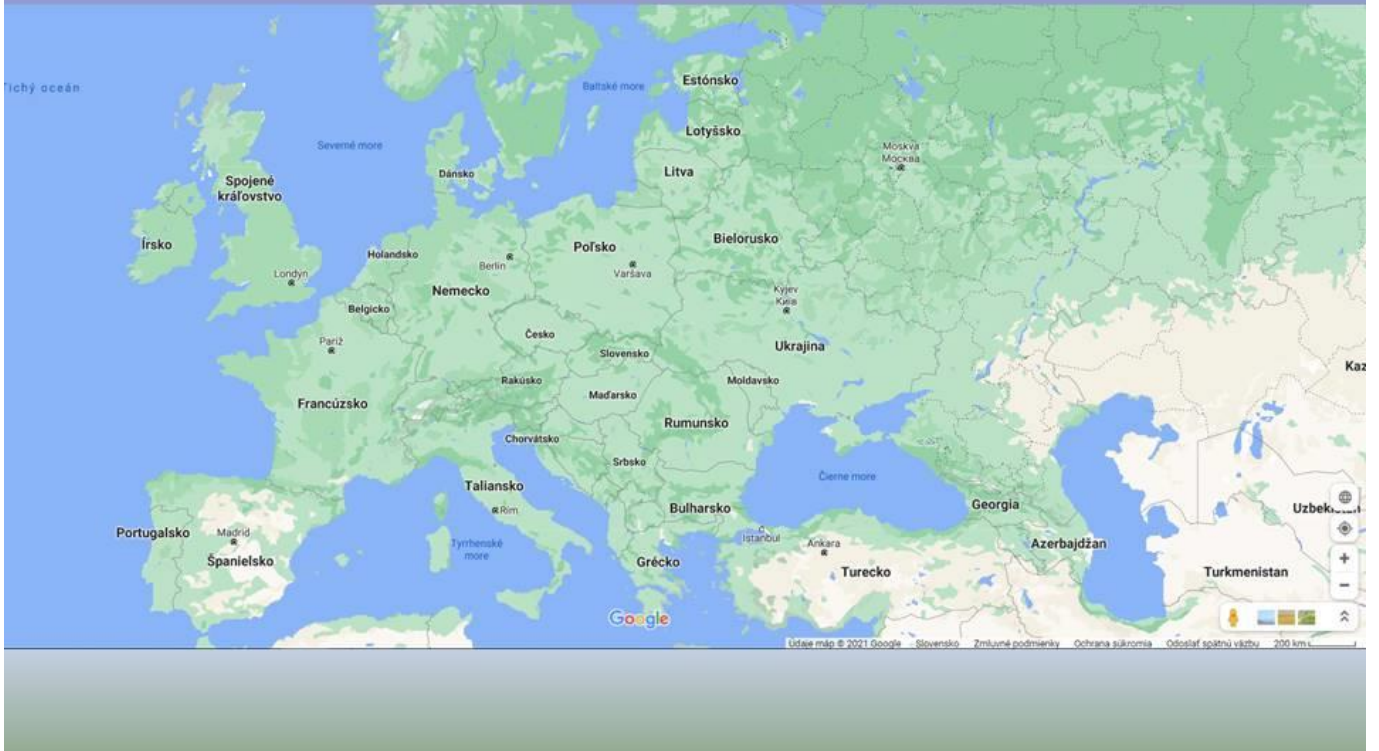 Tichý oceán
Severné more
Baltské more
Estónsko
Lotyšsko
Litva
Moskva
Москва
Dánsko
Spojené
kráľovstvo
Írsko
Londýn
Holandsko
Berlín
Poľsko
Varšava
Bielorusko
Nemecko
Belgicko
Kyjev
Київ
Paríž
Česko
Slovensko
Ukrajina
Kaz
Rakúsko
Maďarsko
Moldavsko
Francúzsko
Rumunsko
Chorvátsko
Srbsko
Čierne more
Taliansko
Rím
Bulharsko
Georgia
Uzbekistan
Portugalsko
Madrid
Španielsko
Tyrrhenské
more
Istanbul
Ankara
Azerbajdžan
Grécko
Turecko
Turkmenistan
Google
Údaje máp © 2021 Google Slovensko Zmluvné podmienky Ochrana súkromia Odoslať spätnú väzbu 200 km